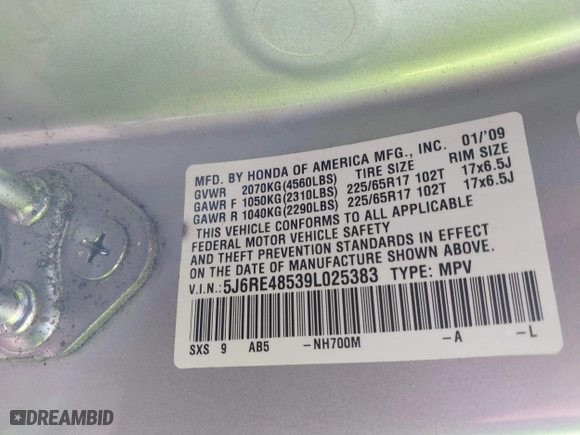 MFD. BY HONDA OF AMERICA MFG., INC. 01/'09
GVWR 2070KG(4560LBS) TIRE SIZE RIM SIZE
GAWR F 1050KG(2310LBS) 225/65R17 102T 17x6.5J
GAWR R 1040KG(2290LBS) 225/65R17 102T 17x6.5J
THIS VEHICLE CONFORMS TO ALL APPLICABLE
FEDERAL MOTOR VEHICLE SAFETY
AND THEFT PREVENTION STANDARDS IN EFFECT
ON THE DATE OF MANUFACTURE SHOWN ABOVE.
V.I.N.: 5J6RE48539L025383 TYPE: MPV
SXS 9 AB5 -NH700M -A -L
DREAMBID